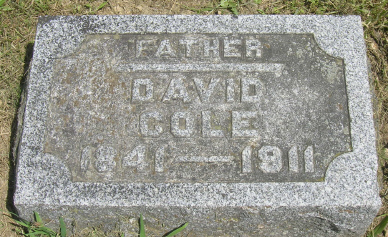 FATHER
DAVID
COLE
1841—1911